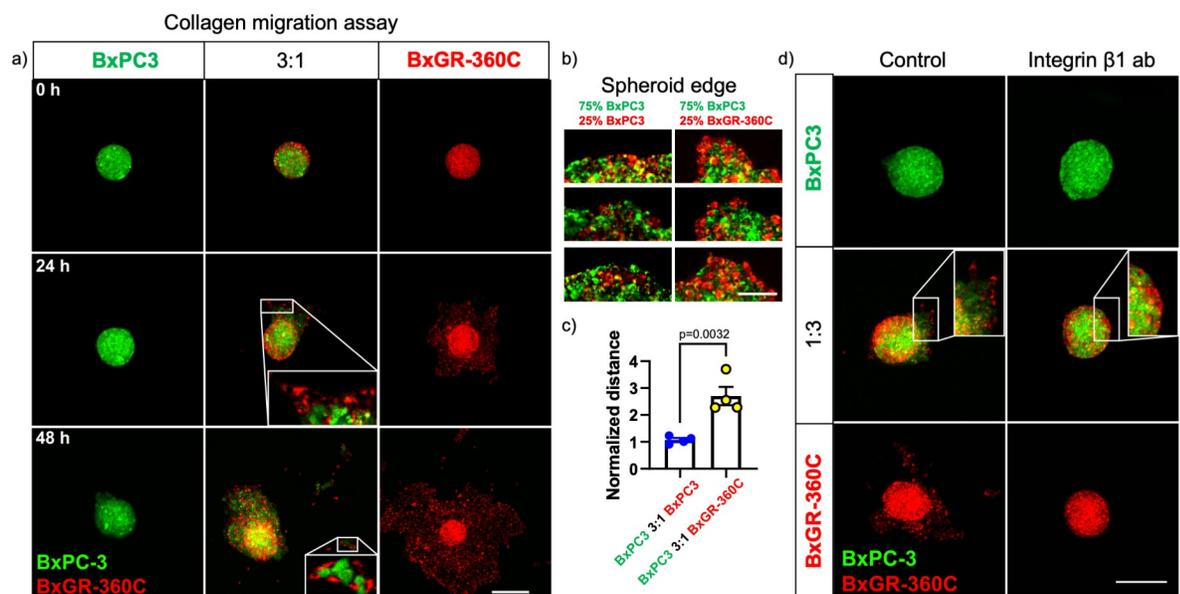 Collagen migration assay
a)
BxPC3
3:1
BxGR-360C
0 h
24 h
48 h
BxPC-3
BxGR-360C
b)
Spheroid edge
75% BxPC3
25% BxPC3
75% BxPC3
25% BxGR-360C
c)
p=0.0032
Normalized distance
4
3
2
1
0
BxPC3 3:1 BxPC3
BxPC3 3:1 BxGR-360C
d)
Control
Integrin β1 ab
BxPC3
1:3
BxGR-360C
BxPC-3
BxGR-360C